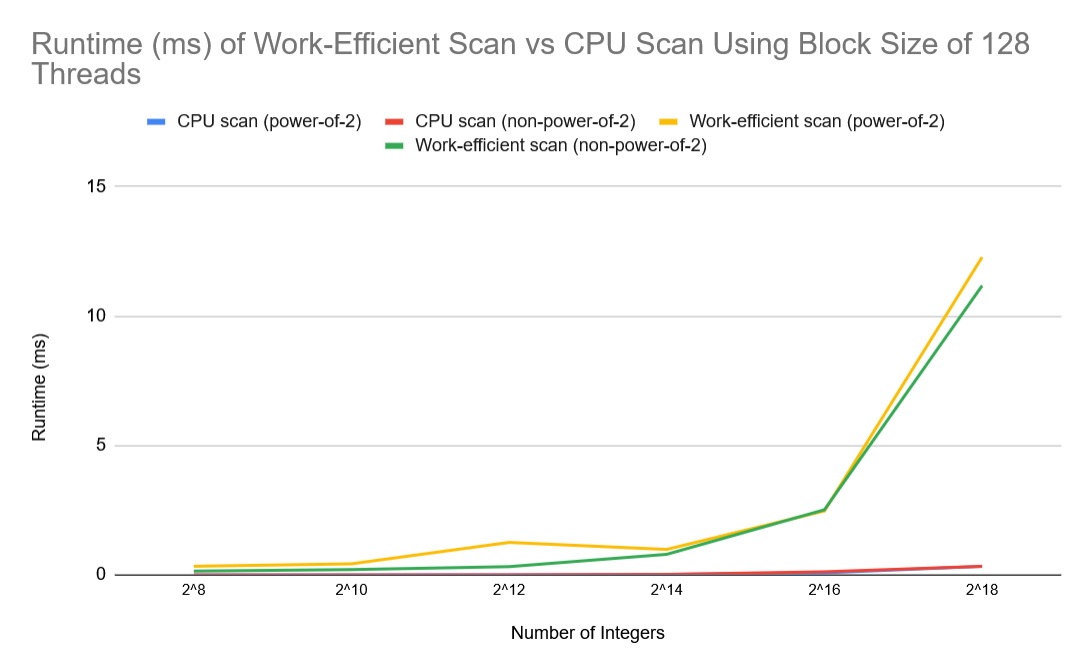 Runtime (ms) of Work-Efficient Scan vs CPU Scan Using Block Size of 128
Threads
CPU scan (power-of-2) CPU scan (non-power-of-2) Work-efficient scan (power-of-2)
Work-efficient scan (non-power-of-2)
15
10
5
0
Runtime (ms)
2^8 2^10 2^12 2^14 2^16 2^18
Number of Integers